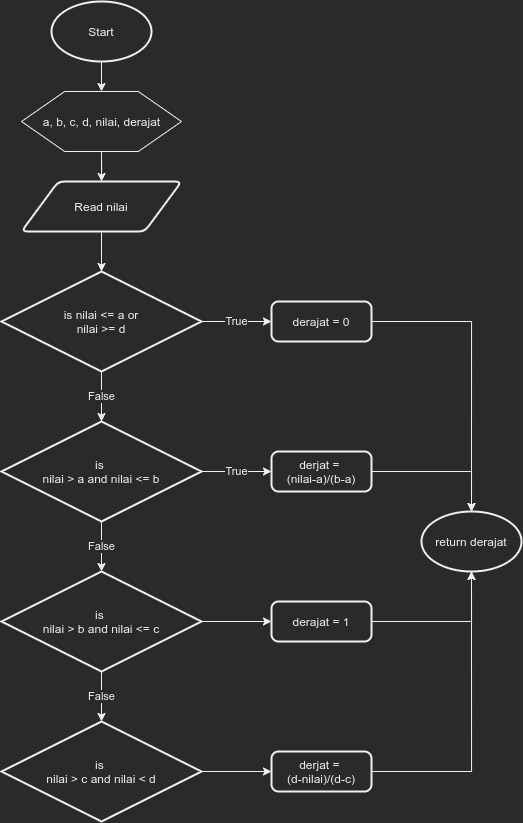 Start
a, b, c, d, nilai, derajat
Read nilai
is nilai <= a or
nilai >= d
True
derajat = 0
False
is
nilai > a and nilai <= b
True
derjat =
(nilai-a)/(b-a)
return derajat
False
is
nilai > b and nilai <= c
derajat = 1
False
is
nilai > c and nilai < d
derjat =
(d-nilai)/(d-c)